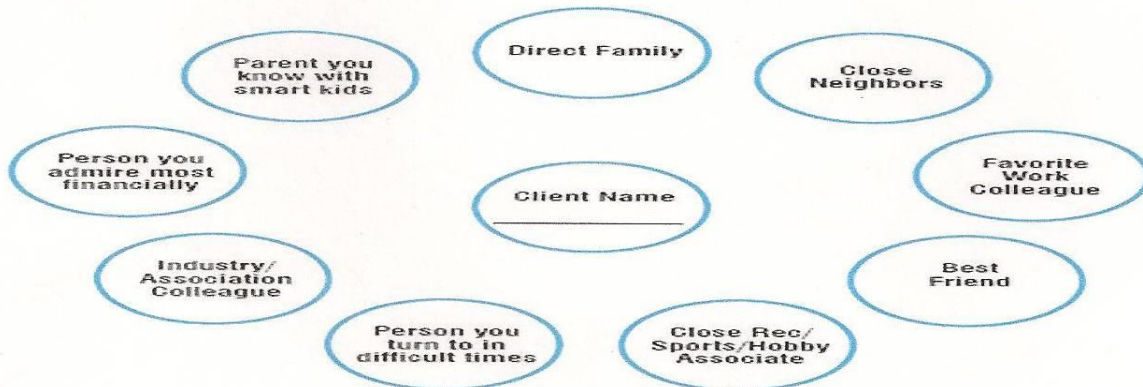 Direct Family
Parent you
know with
smart kids
Close
Neighbors
Person you
admire most
financially
Favorite
Work
Colleague
Client Name
Industry/
Association
Colleague
Best
Friend
Person you
turn to in
difficult times
Close Rec/
Sports/Hobby
Associate